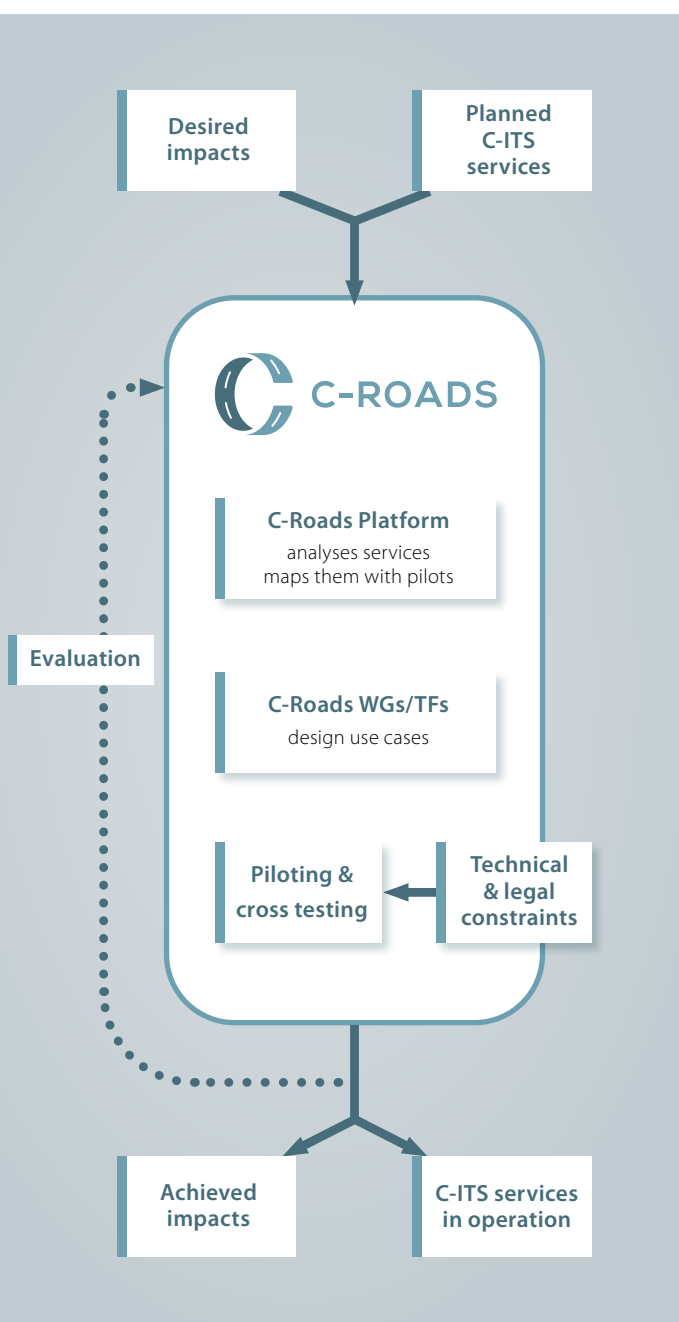 Desired
impacts
Planned
C-ITS
services
C-ROADS
C-Roads Platform
analyses services
maps them with pilots
Evaluation
C-Roads WGs/TFs
design use cases
Piloting &
cross testing
Technical
& legal
constraints
Achieved
impacts
C-ITS services
in operation